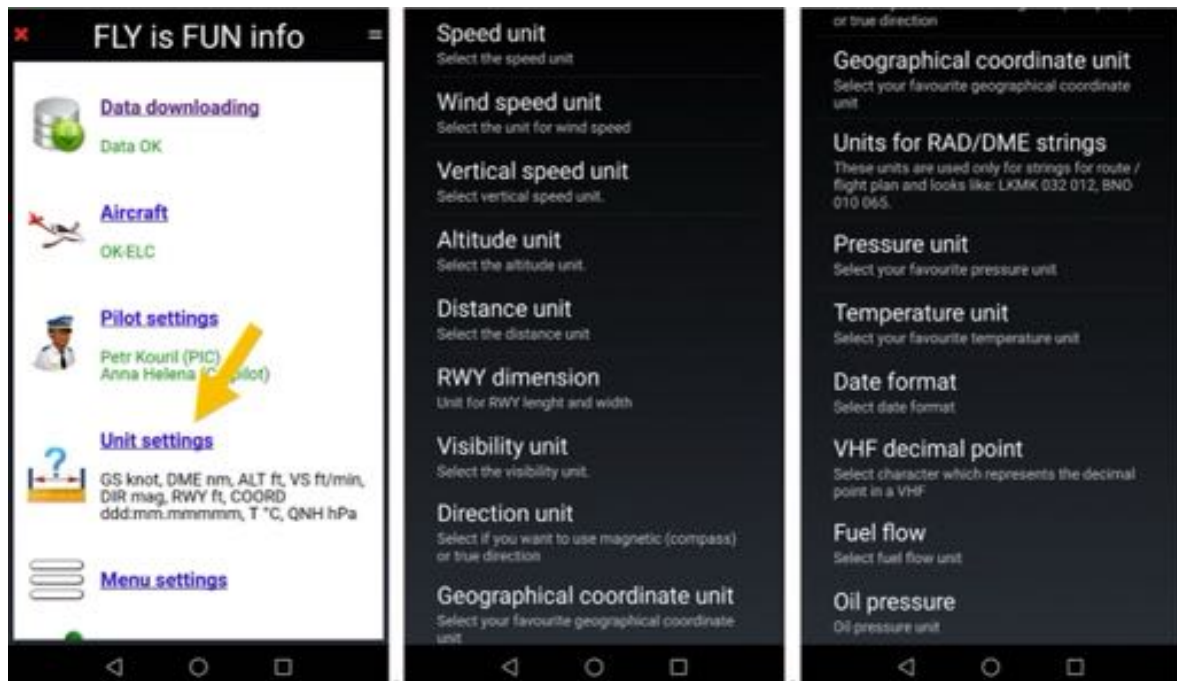 FLY is FUN info
Data downloading
Data OK
Aircraft
OK-ELC
Pilot settings
Petr Kouril (PIC)
Anna Helena
Unit settings
GS knot, DME nm, ALT ft, VS ft/min,
DIR mag, RWY ft, COORD
ddd:mm.mmmmm, T °C, QNH hPa
Menu settings
Speed unit
Select the speed unit
Wind speed unit
Select the unit for wind speed
Vertical speed unit
Select vertical speed unit.
Altitude unit
Select the altitude unit.
Distance unit
Select the distance unit
RWY dimension
Unit for RWY lenght and width
Visibility unit
Select the visibility unit.
Direction unit
Select if you want to use magnetic (compass)
or true direction
Geographical coordinate unit
Select your favourite geographical coordinate
unit
or true direction
Geographical coordinate unit
Select your favourite geographical coordinate
unit
Units for RAD/DME strings
These units are used only for strings for route /
flight plan and looks like: LKMK 032 012, BNO
010 065.
Pressure unit
Select your favourite pressure unit
Temperature unit
Select your favourite temperature unit
Date format
Select date format
VHF decimal point
Select character which represents the decimal
point in a VHF
Fuel flow
Select fuel flow unit
Oil pressure
Oil pressure unit